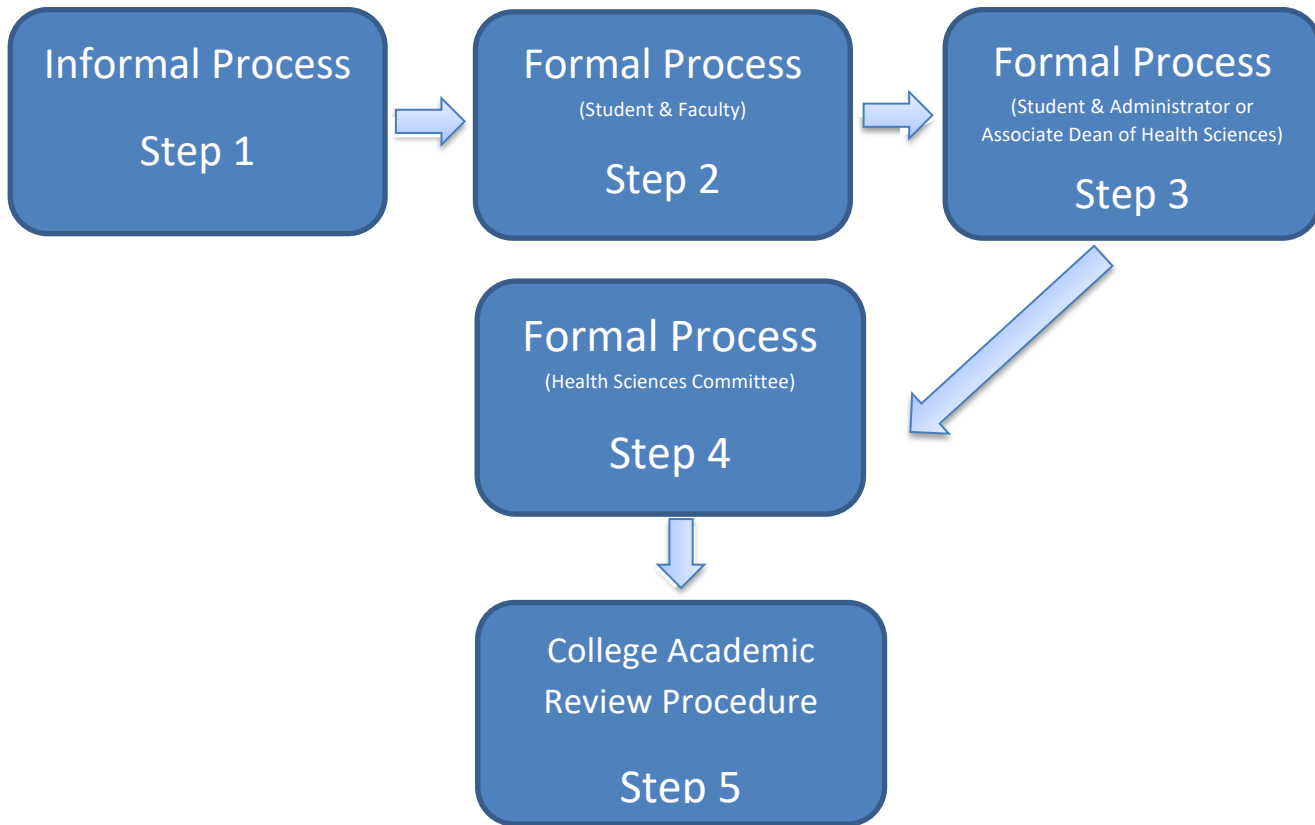 Informal Process
Step 1
Formal Process
(Student & Faculty)
Step 2
Formal Process
(Student & Administrator or
Associate Dean of Health Sciences)
Step 3
Formal Process
(Health Sciences Committee)
Step 4
College Academic
Review Procedure
Step 5